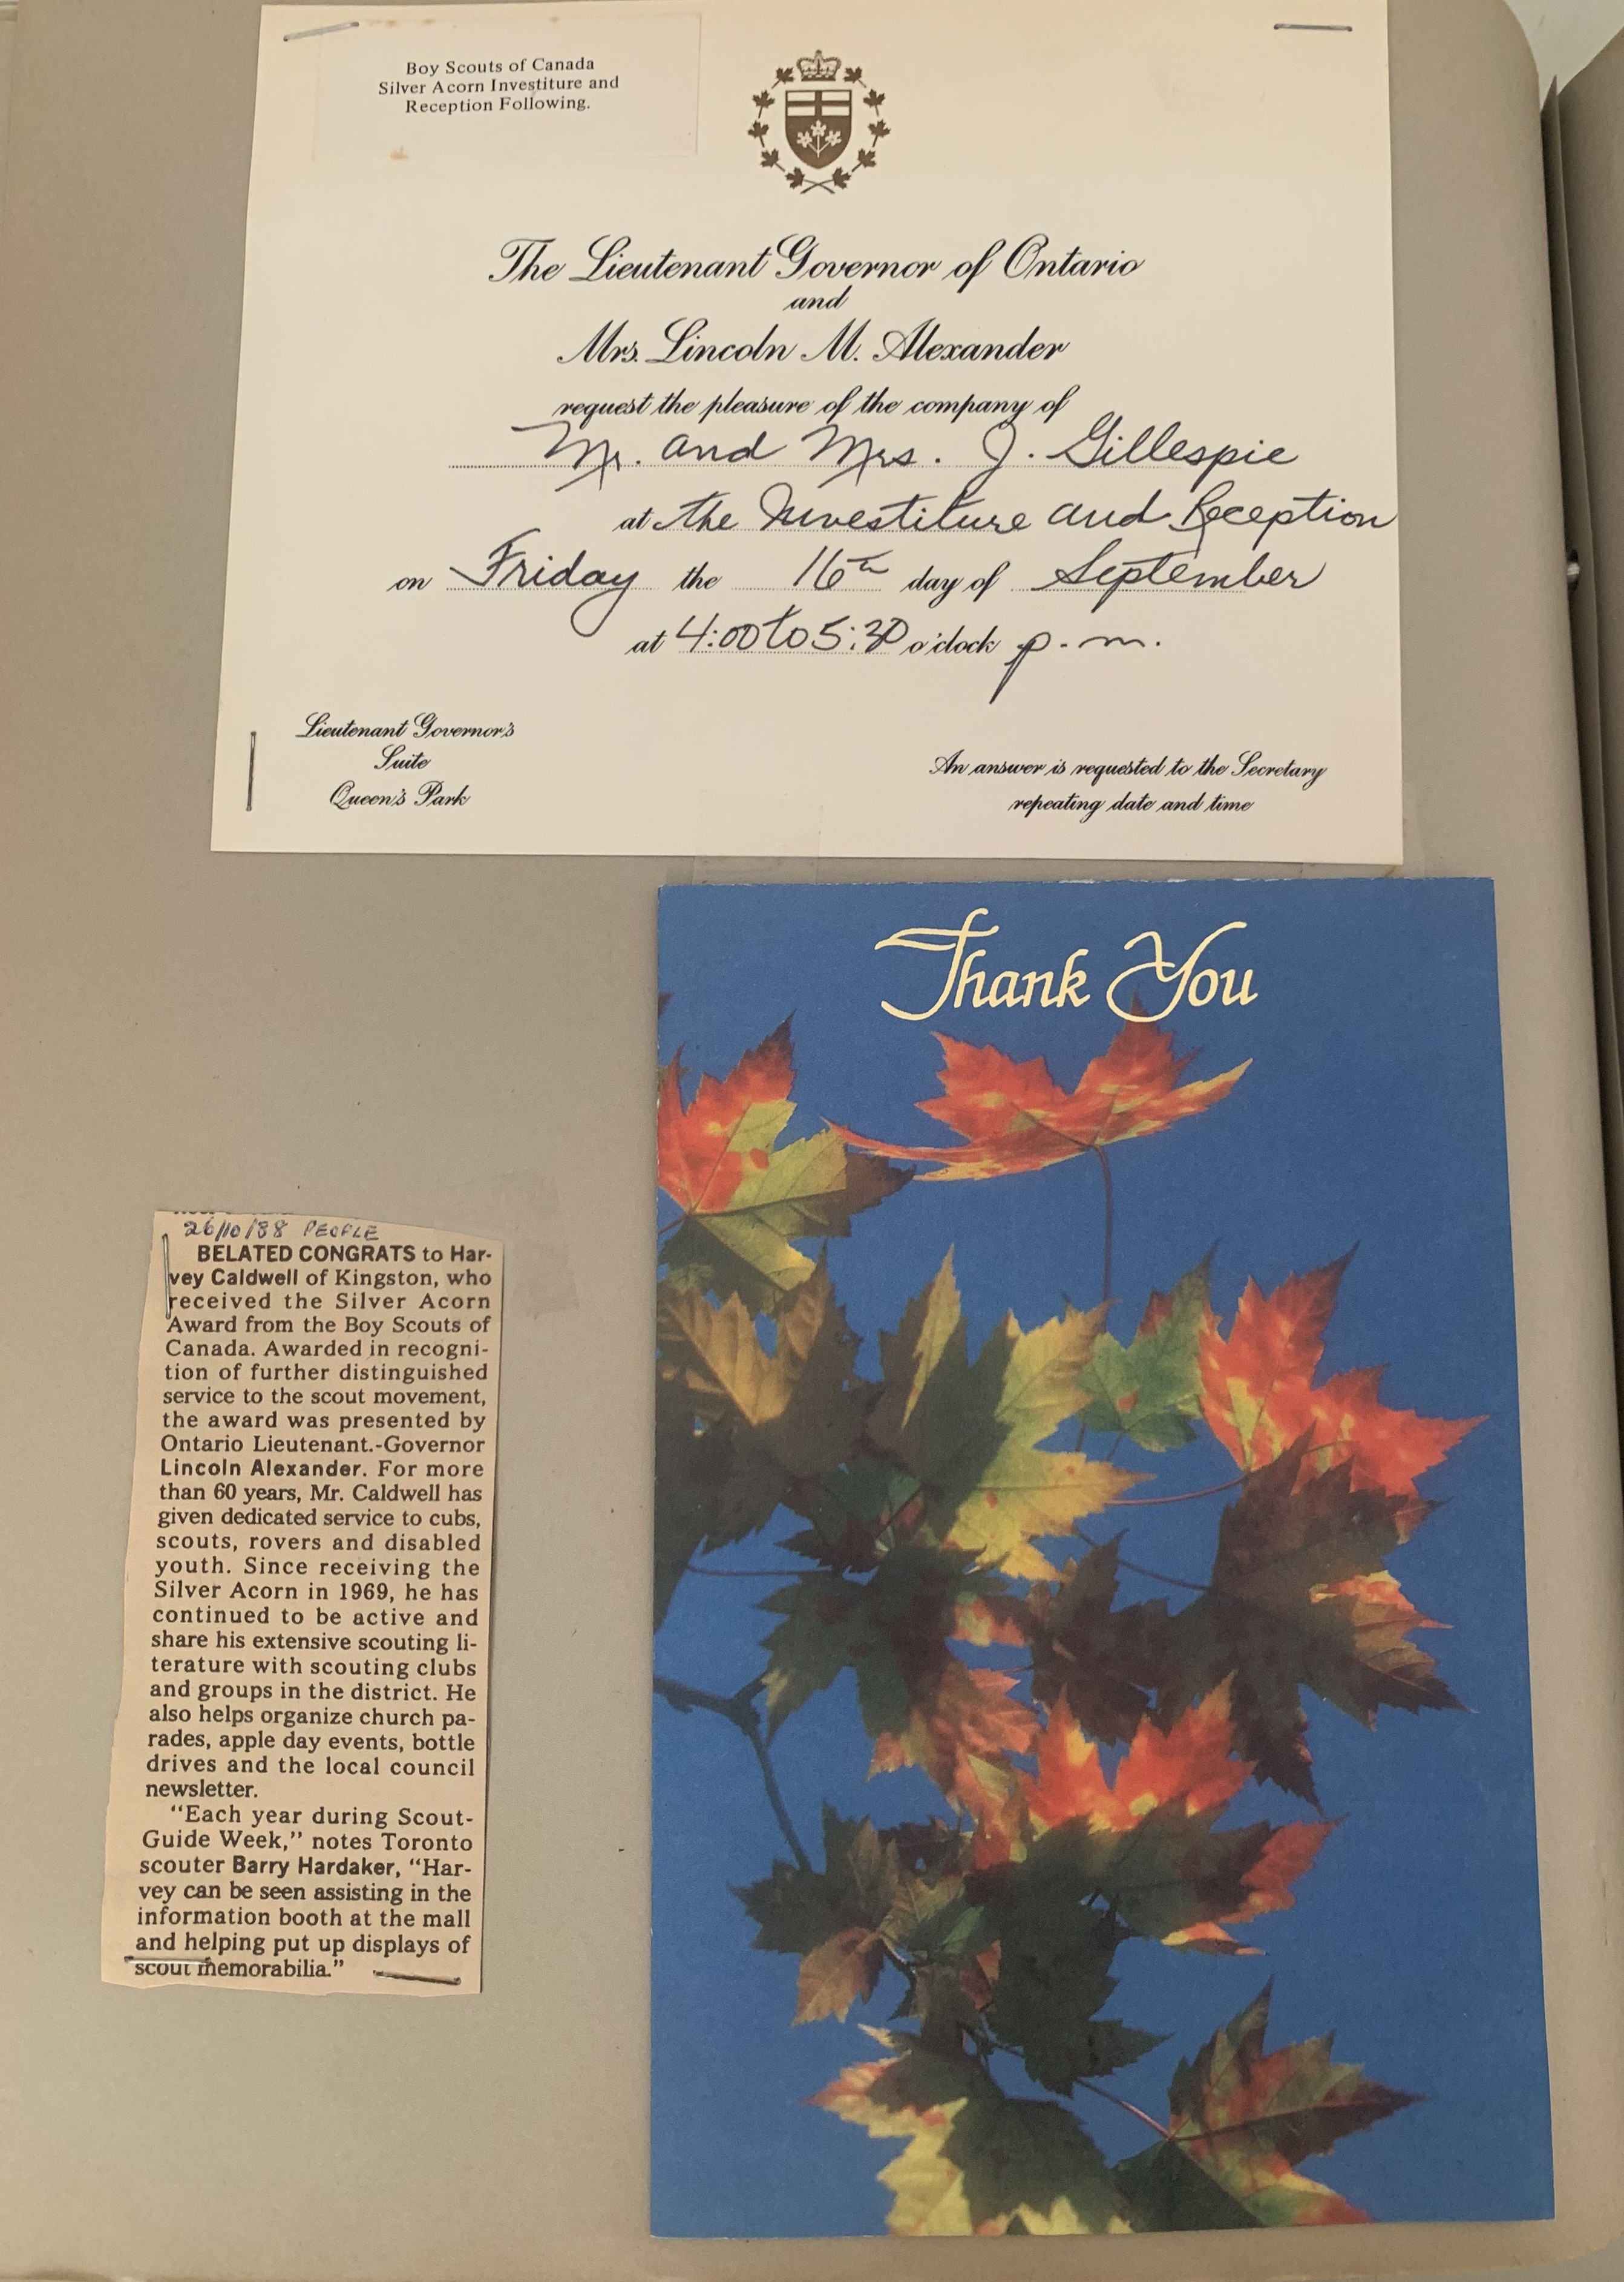 Boy Scouts of Canada
Silver Acorn Investiture and
Reception Following.
The Lieutenant Governor of Ontario
and
Mrs. Lincoln M. Alexander
request the pleasure of the company of
Mr. and Mrs. J. Gillespie
at the Investiture and Reception
on Friday the 16th day of September
at 4:00 to 5:30 o'clock p.m.
Lieutenant Governor's
Suite
Queen's Park
An answer is requested to the Secretary
repeating date and time
Thank You
26/10/88 PEOPLE
BELATED CONGRATS to Har-
vey Caldwell of Kingston, who
received the Silver Acorn
Award from the Boy Scouts of
Canada. Awarded in recogni-
tion of further distinguished
service to the scout movement,
the award was presented by
Ontario Lieutenant.-Governor
Lincoln Alexander. For more
than 60 years, Mr. Caldwell has
given dedicated service to cubs,
scouts, rovers and disabled
youth. Since receiving the
Silver Acorn in 1969, he has
continued to be active and
share his extensive scouting li-
terature with scouting clubs
and groups in the district. He
also helps organize church pa-
rades, apple day events, bottle
drives and the local council
newsletter.
"Each year during Scout-
Guide Week," notes Toronto
scouter Barry Hardaker, "Har-
vey can be seen assisting in the
information booth at the mall
and helping put up displays of
scout memorabilia."